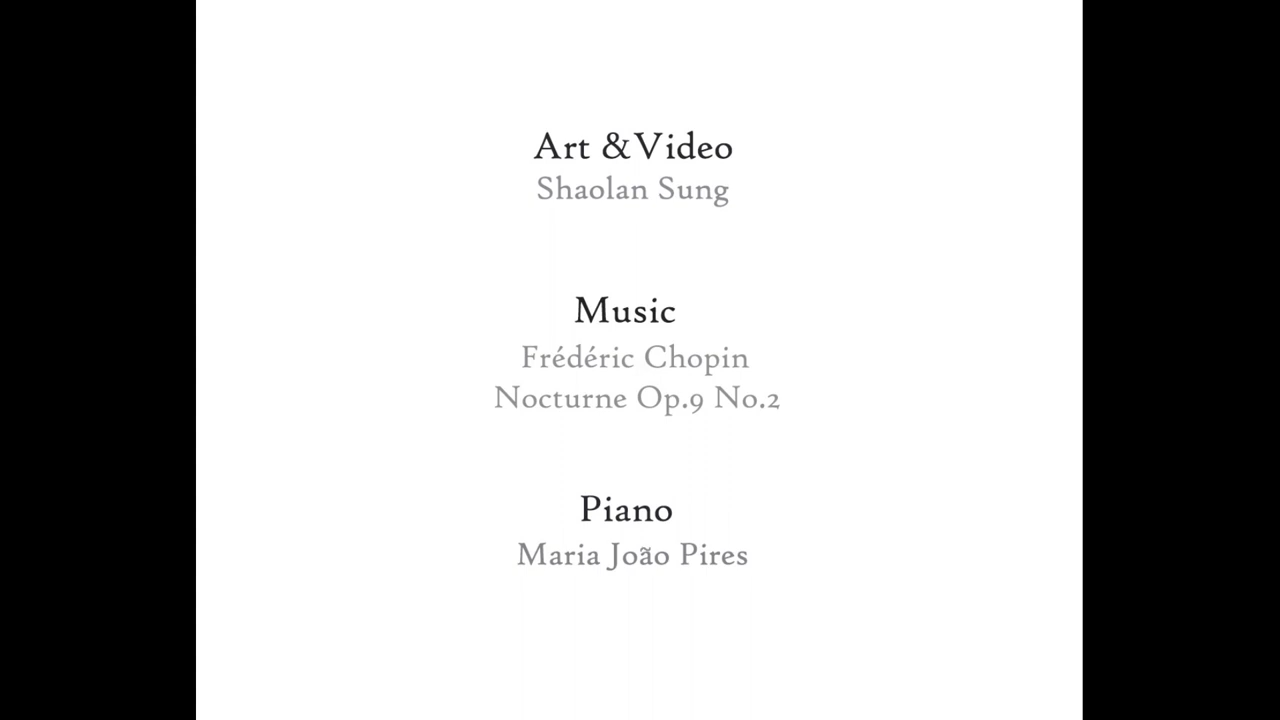 Art &Video
Shaolan Sung
Music
Frédéric Chopin
Nocturne Op.9 No.2
Piano
Maria João Pires